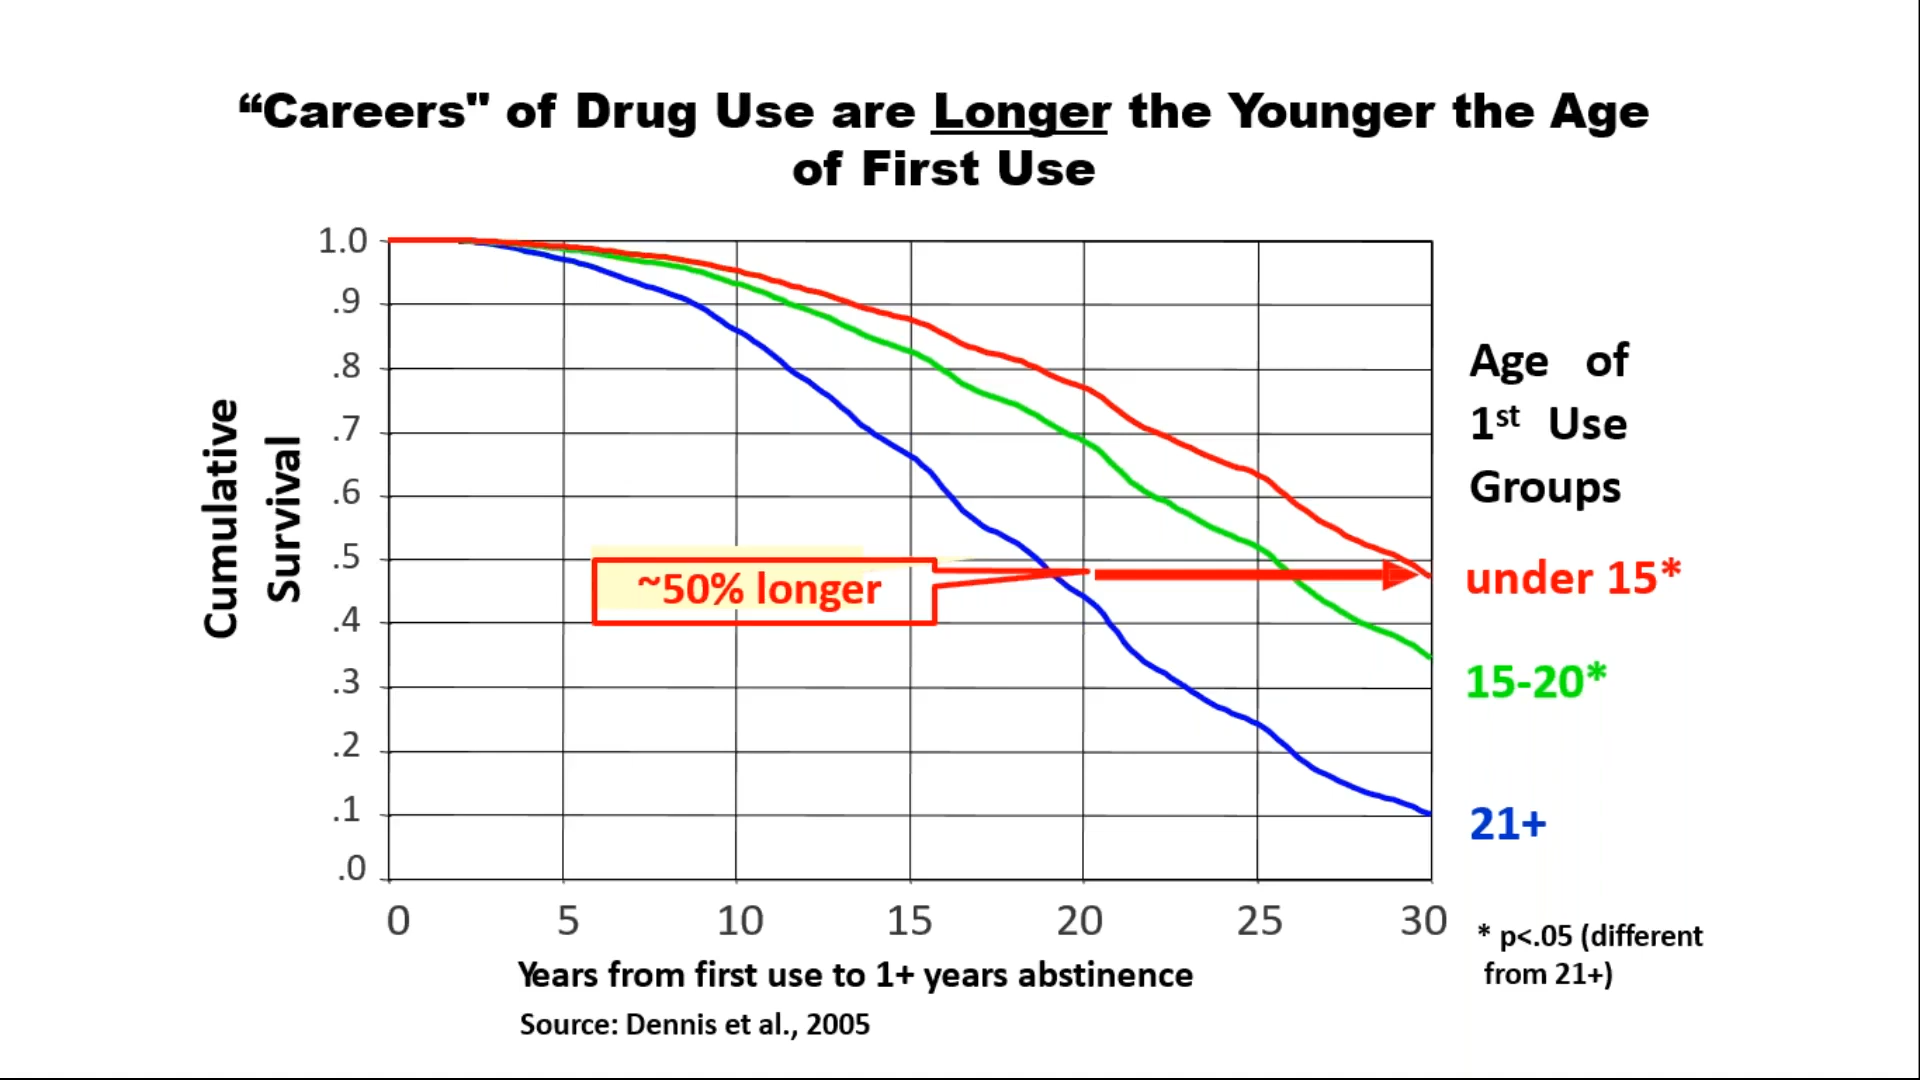 “Careers" of Drug Use are Longer the Younger the Age
of First Use
Cumulative
Survival
1.0
.9
.8
.7
.6
.5
.4
.3
.2
.1
.0
~50% longer
0 5 10 15 20 25 30
Years from first use to 1+ years abstinence
Source: Dennis et al., 2005
Age of
1st Use
Groups
under 15*
15-20*
21+
* p<.05 (different
from 21+)